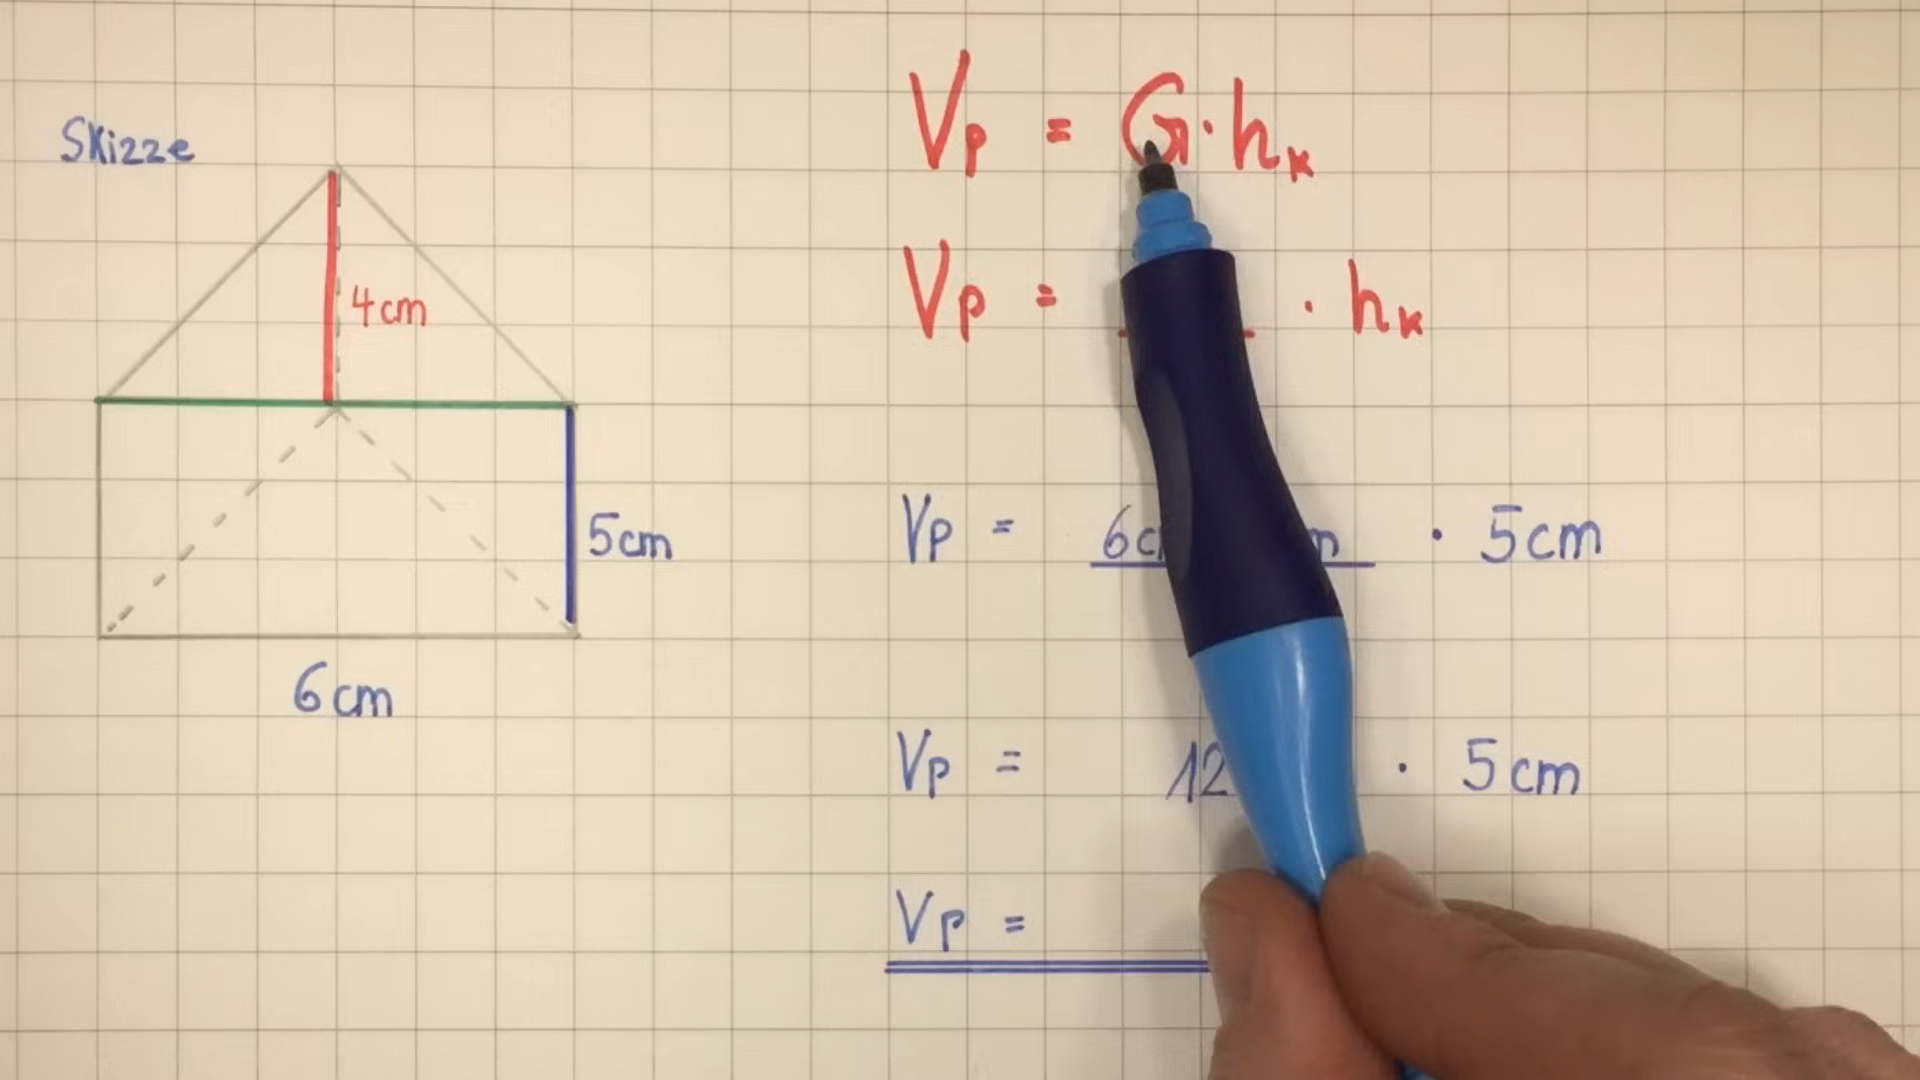 Skizze
4cm
5cm
6cm
Vp = G · hk
Vp = · hk
Vp = 6c · 5cm
Vp = 12 · 5cm
Vp =